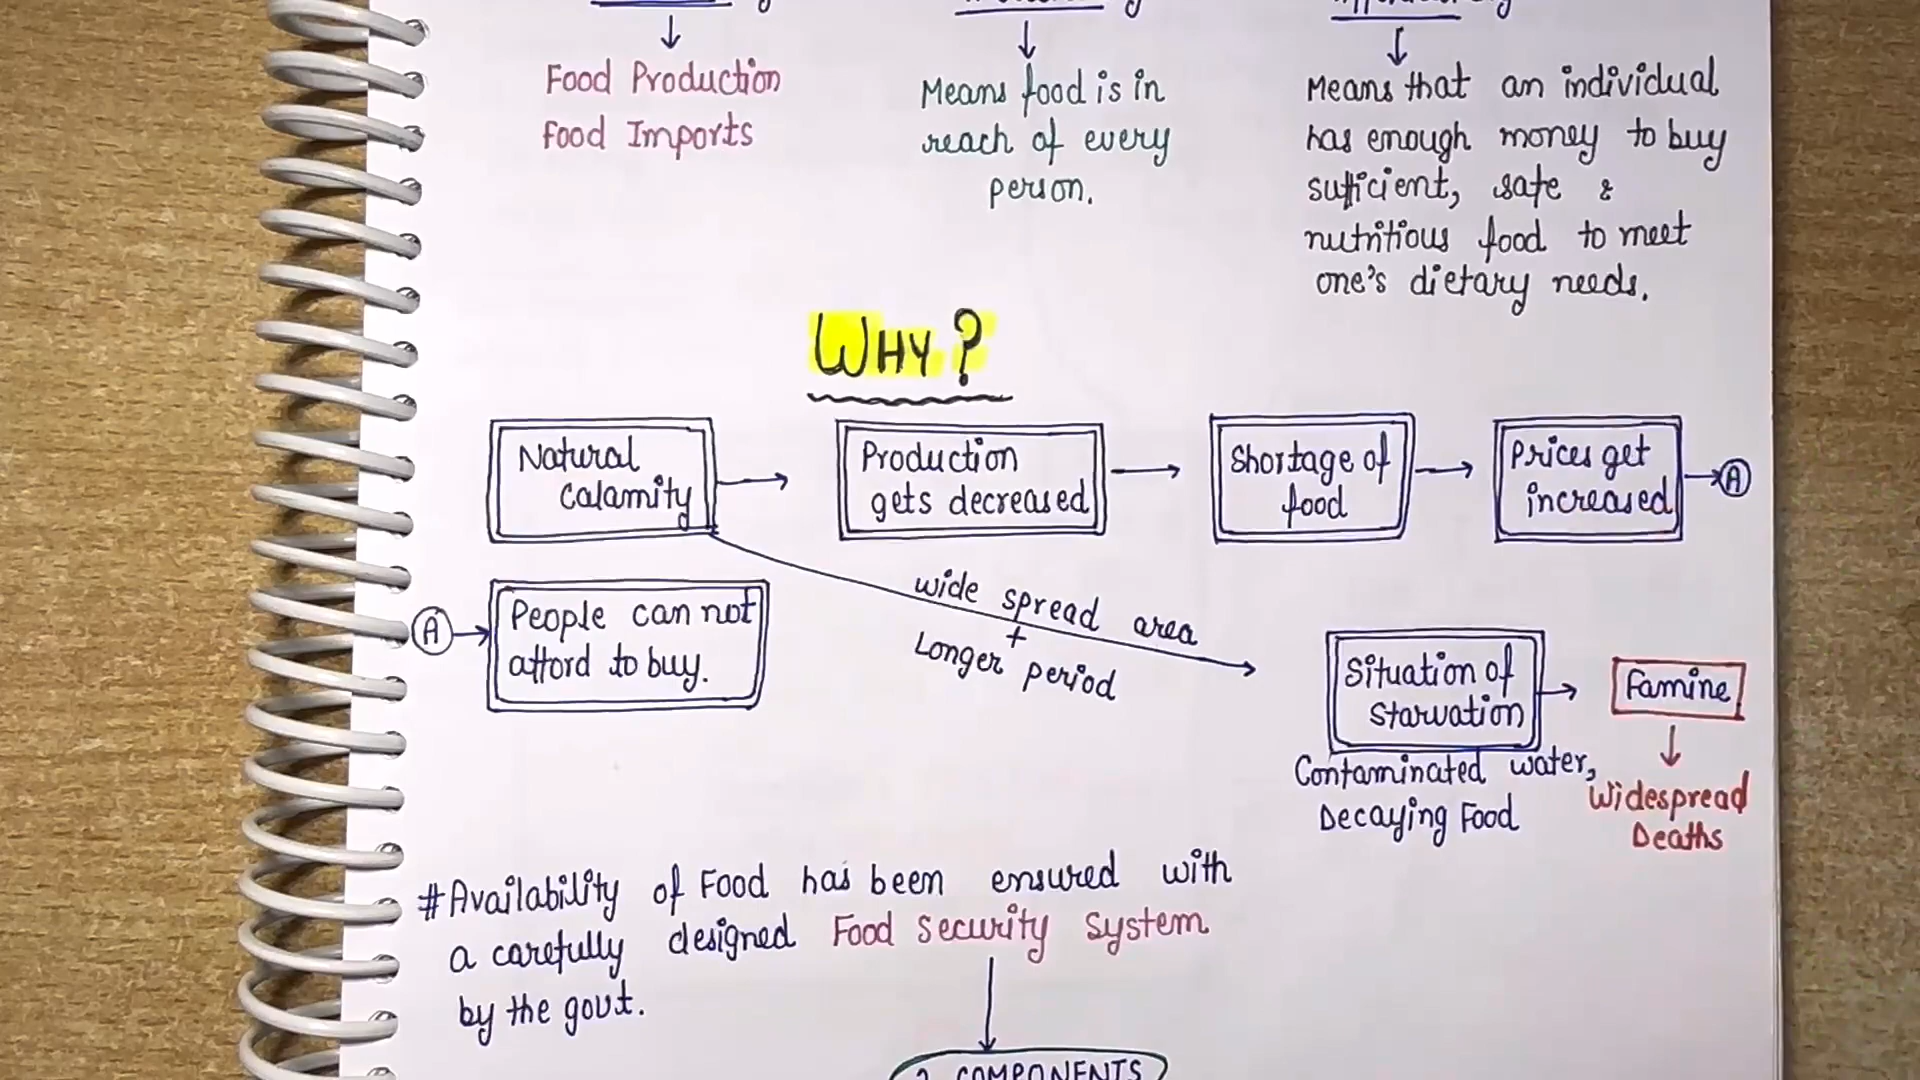 Food Production
Food Imports
Means food is in
reach of every
person.
Means that an individual
has enough money to buy
sufficient, safe &
nutritious food to meet
one's dietary needs.
WHY?
Natural
Calamity
Production
gets decreased
Shortage of
food
Prices get
increased
A
A
People can not
afford to buy.
wide spread area
+
Longer period
Situation of
starvation
Famine
Contaminated water,
Decaying Food
Widespread
Deaths
#Availability of Food has been ensured with
a carefully designed Food Security System
by the govt.
COMPONENTS